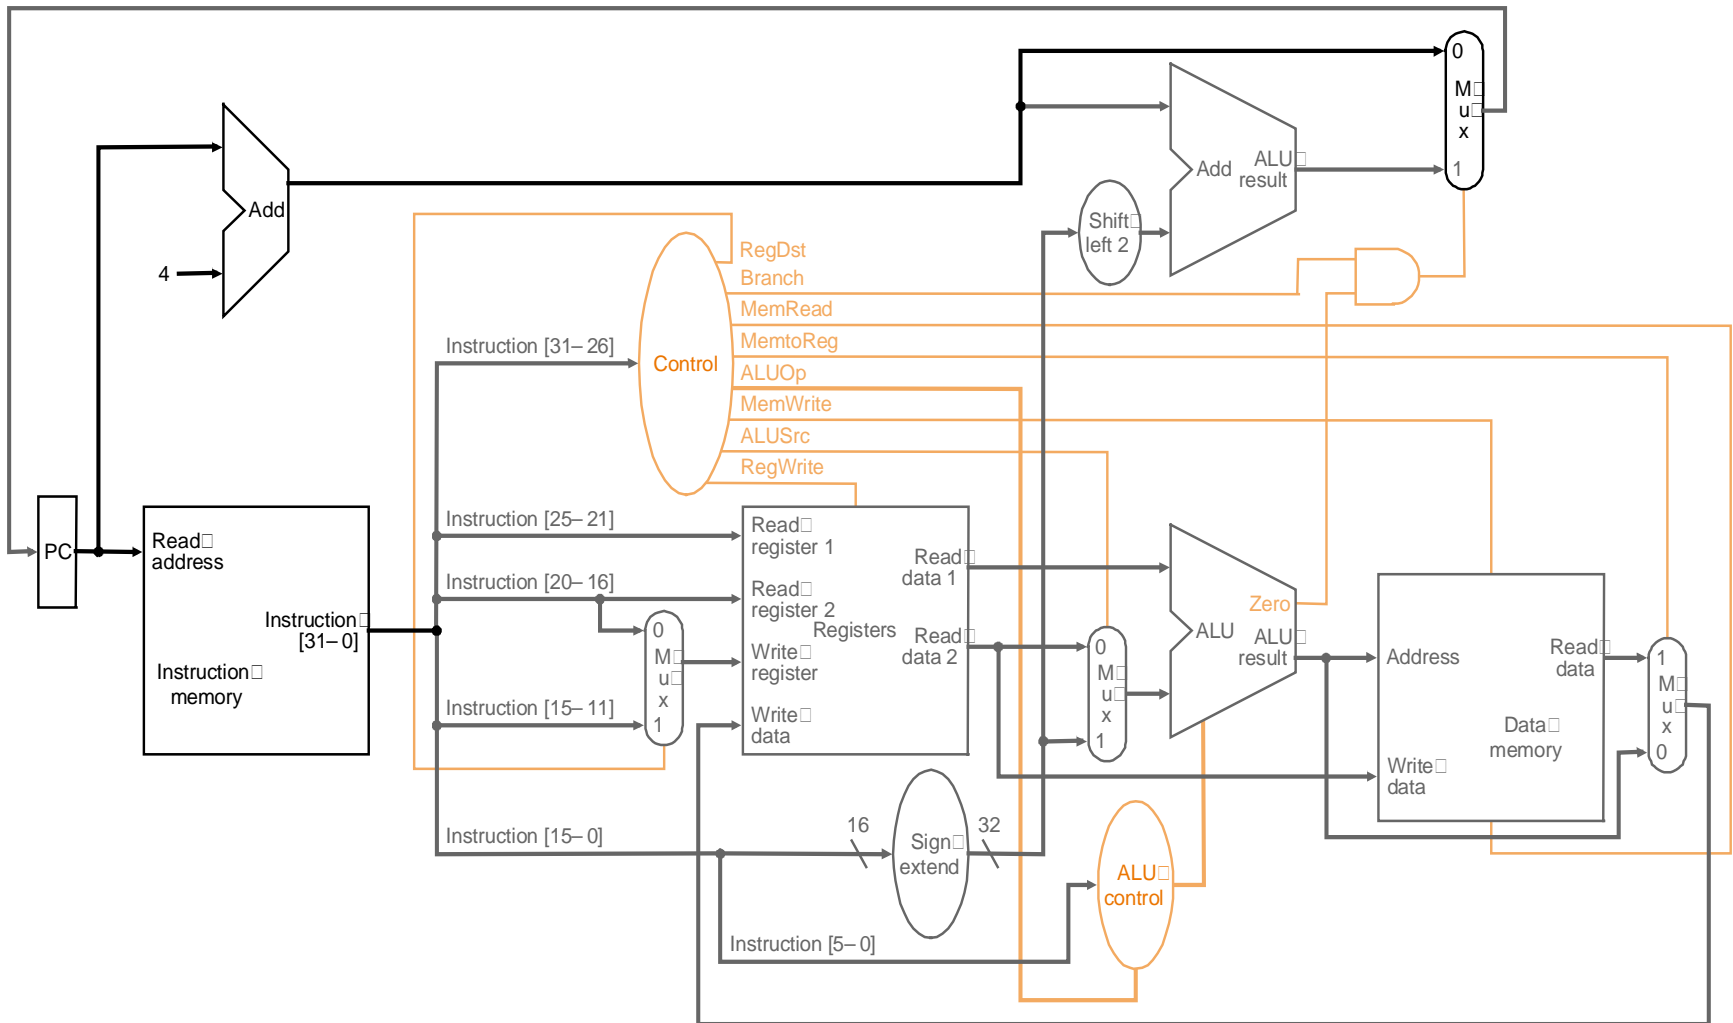 0
M
u
x
1
Add
ALU
result
Shift
left 2
Add
4
RegDst
Branch
MemRead
MemtoReg
ALUOp
MemWrite
ALUSrc
RegWrite
Control
Instruction [31–26]
Instruction [25–21]
Instruction [20–16]
Instruction [15–11]
Instruction [15–0]
Instruction [5–0]
PC
Read
address
Instruction
[31–0]
Instruction
memory
0
M
u
x
1
Read
register 1
Read
register 2
Write
register
Write
data
Registers
Read
data 1
Read
data 2
0
M
u
x
1
Zero
ALU
ALU
result
Address
Write
data
Read
data
Data
memory
1
M
u
x
0
16
Sign
extend
32
ALU
control